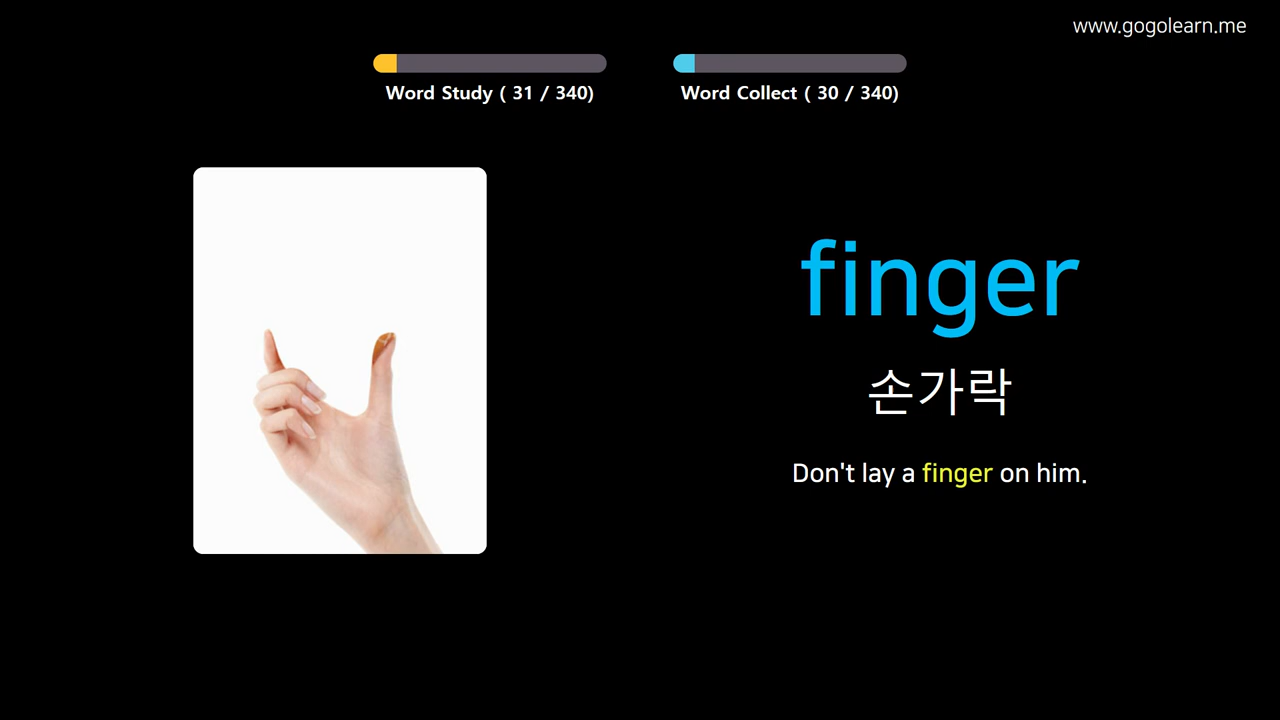 www.gogolearn.me
Word Study ( 31 / 340)
Word Collect ( 30 / 340)
finger
손가락
Don't lay a finger on him.